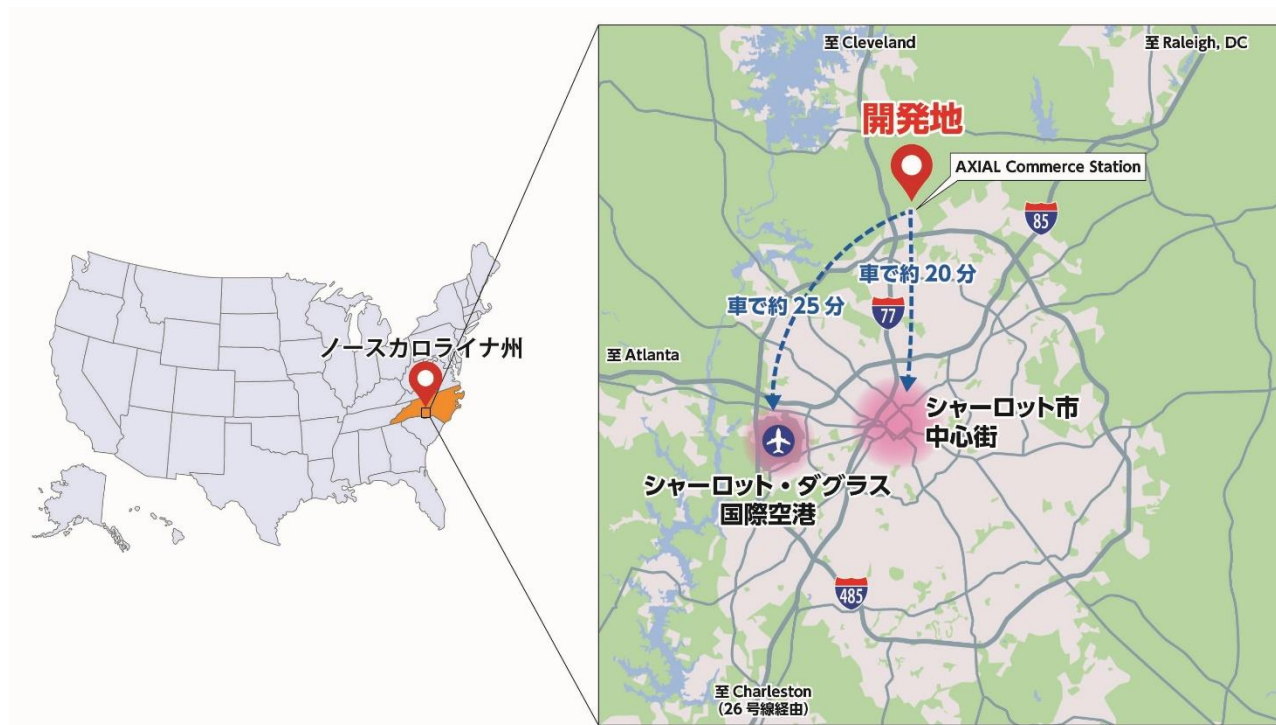 ノースカロライナ州
至 Cleveland
至 Raleigh, DC
開発地
AXIAL Commerce Station
85
車で約 20 分
車で約 25 分
77
至 Atlanta
シャーロット市
中心街
シャーロット・ダグラス
国際空港
485
至 Charleston
（26 号線経由）